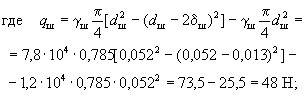 где q_ш = γ_ш π/4 [d_ш² − (d_ш − 2δ_ш)²] − γ_ш π/4 d_ш² =
= 7,8·10⁴·0,785[0,052² − (0,052 − 0,013)²] −
− 1,2·10⁴·0,785·0,052² = 73,5 − 25,5 = 48 Н;